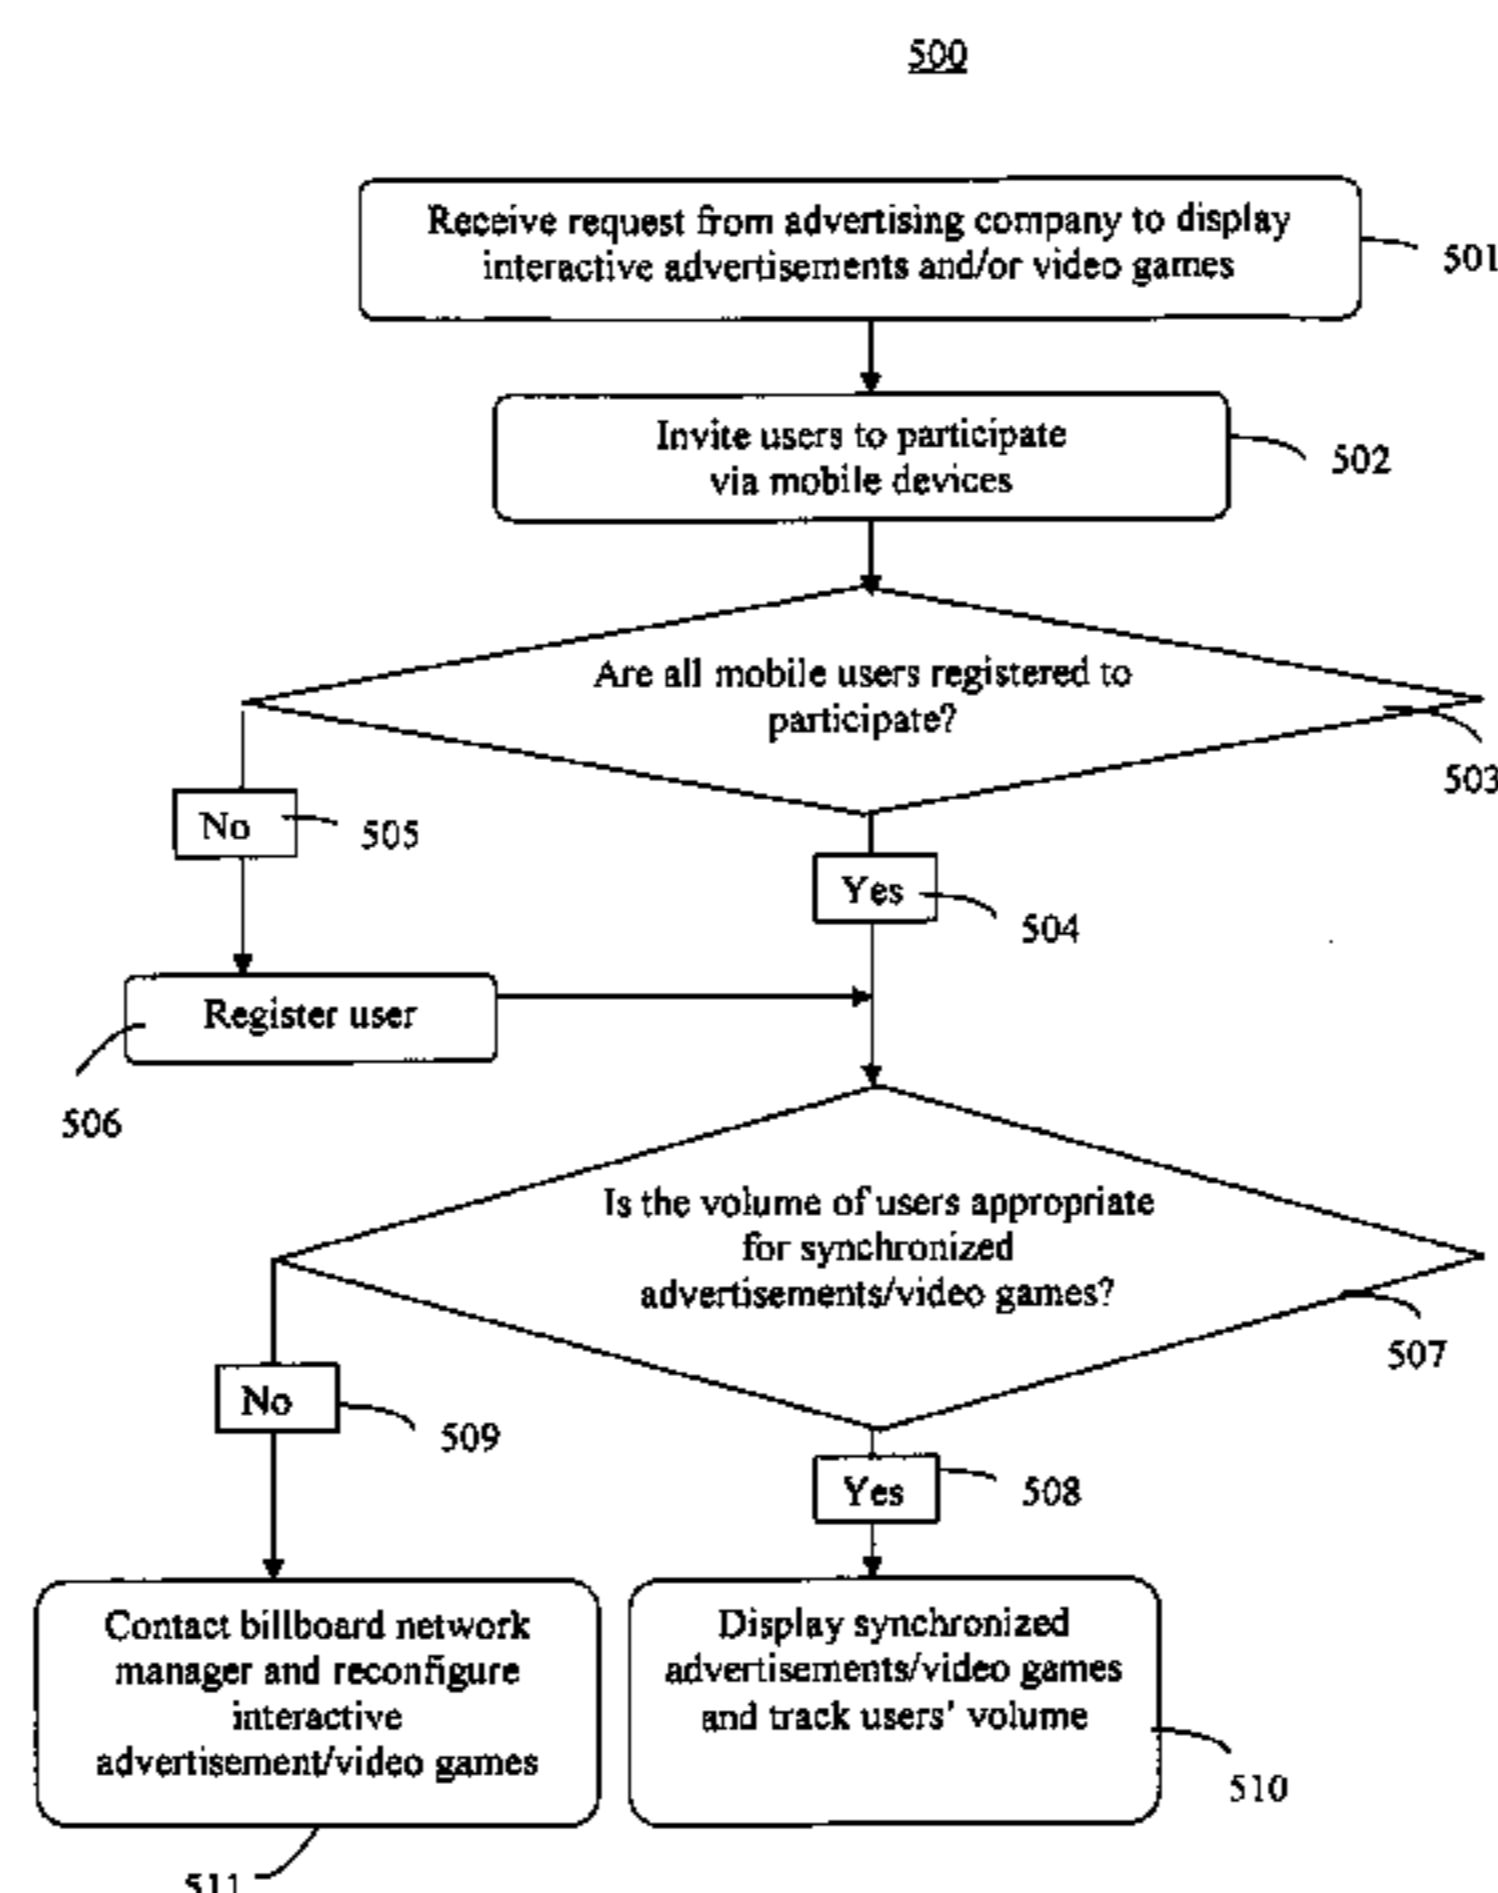 500
Receive request from advertising company to display
interactive advertisements and/or video games
501
Invite users to participate
via mobile devices
502
Are all mobile users registered to
participate?
503
No
505
Yes
504
Register user
506
Is the volume of users appropriate
for synchronized
advertisements/video games?
507
No
509
Yes
508
Contact billboard network
manager and reconfigure
interactive
advertisement/video games
511
Display synchronized
advertisements/video games
and track users' volume
510